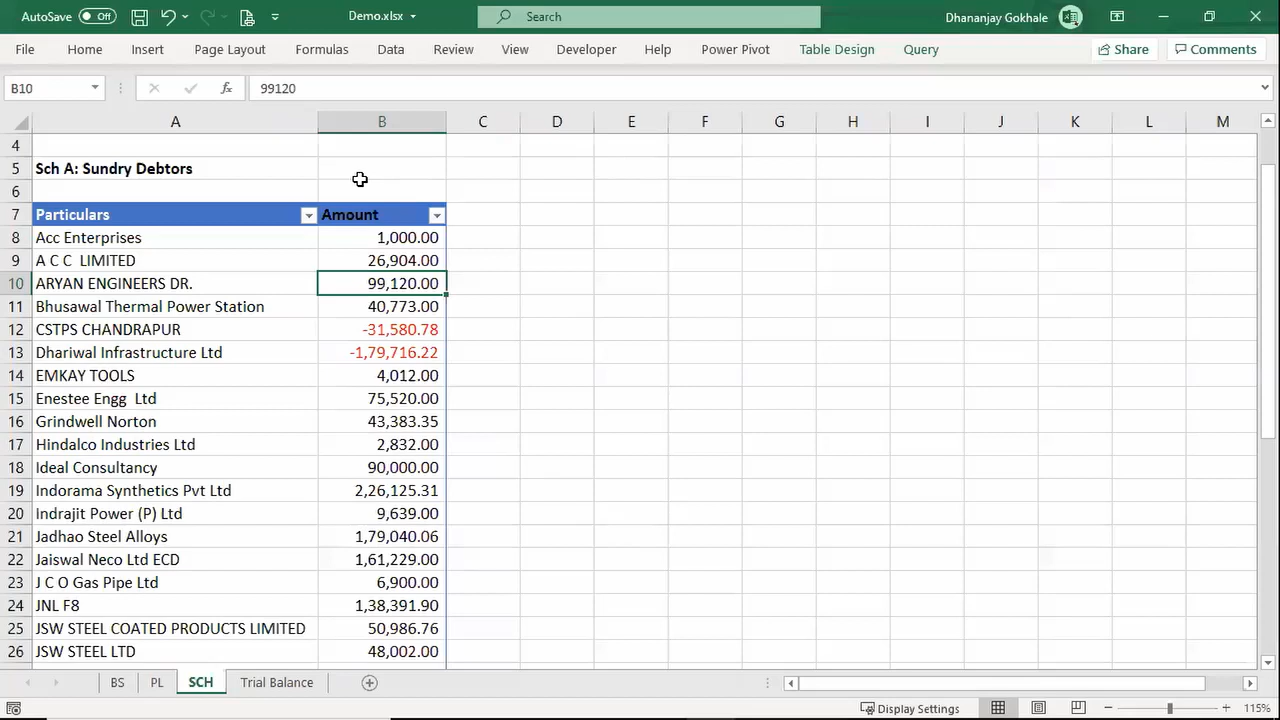 AutoSave Off Demo.xlsx Search Dhananjay Gokhale
File Home Insert Page Layout Formulas Data Review View Developer Help Power Pivot Table Design Query Share Comments
B10 fx 99120
A B C D E F G H I J K L M
4
5 Sch A: Sundry Debtors
6
7 Particulars Amount
8 Acc Enterprises 1,000.00
9 A C C LIMITED 26,904.00
10 ARYAN ENGINEERS DR. 99,120.00
11 Bhusawal Thermal Power Station 40,773.00
12 CSTPS CHANDRAPUR -31,580.78
13 Dhariwal Infrastructure Ltd -1,79,716.22
14 EMKAY TOOLS 4,012.00
15 Enestee Engg Ltd 75,520.00
16 Grindwell Norton 43,383.35
17 Hindalco Industries Ltd 2,832.00
18 Ideal Consultancy 90,000.00
19 Indorama Synthetics Pvt Ltd 2,26,125.31
20 Indrajit Power (P) Ltd 9,639.00
21 Jadhao Steel Alloys 1,79,040.06
22 Jaiswal Neco Ltd ECD 1,61,229.00
23 J C O Gas Pipe Ltd 6,900.00
24 JNL F8 1,38,391.90
25 JSW STEEL COATED PRODUCTS LIMITED 50,986.76
26 JSW STEEL LTD 48,002.00
BS PL SCH Trial Balance
Display Settings 115%